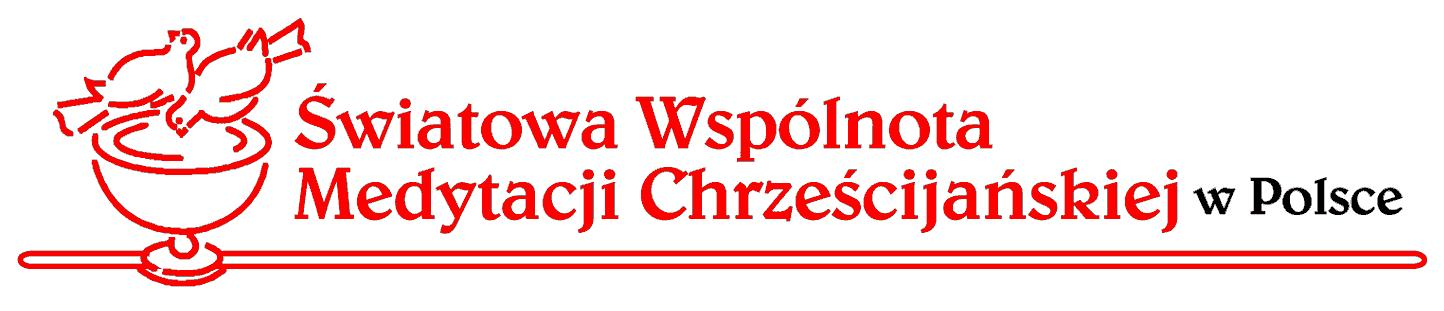 Światowa Wspólnota
Medytacji Chrześcijańskiej w Polsce